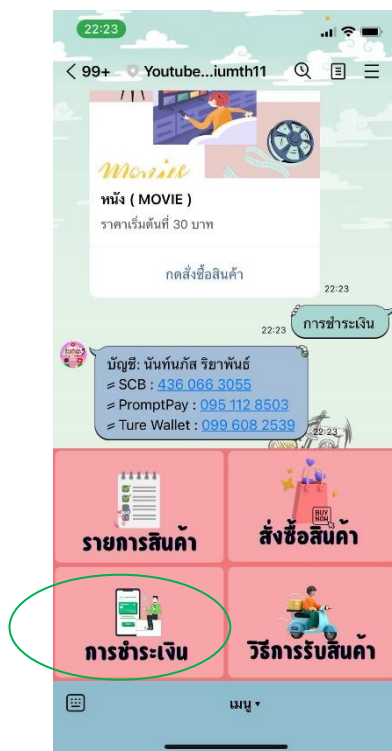 22:23
99+ Youtube...iumth11
Movies
หนัง ( MOVIE )
ราคาเริ่มต้นที่ 30 บาท
กดสั่งซื้อสินค้า
22:23
22:23 การชำระเงิน
บัญชี: นันท์นภัส ริยาพันธ์
= SCB : 436 066 3055
= PromptPay : 095 112 8503
= Ture Wallet : 099 608 2539
22:23
รายการสินค้า
BUY NOW
สั่งซื้อสินค้า
การชำระเงิน
วิธีการรับสินค้า
เมนู